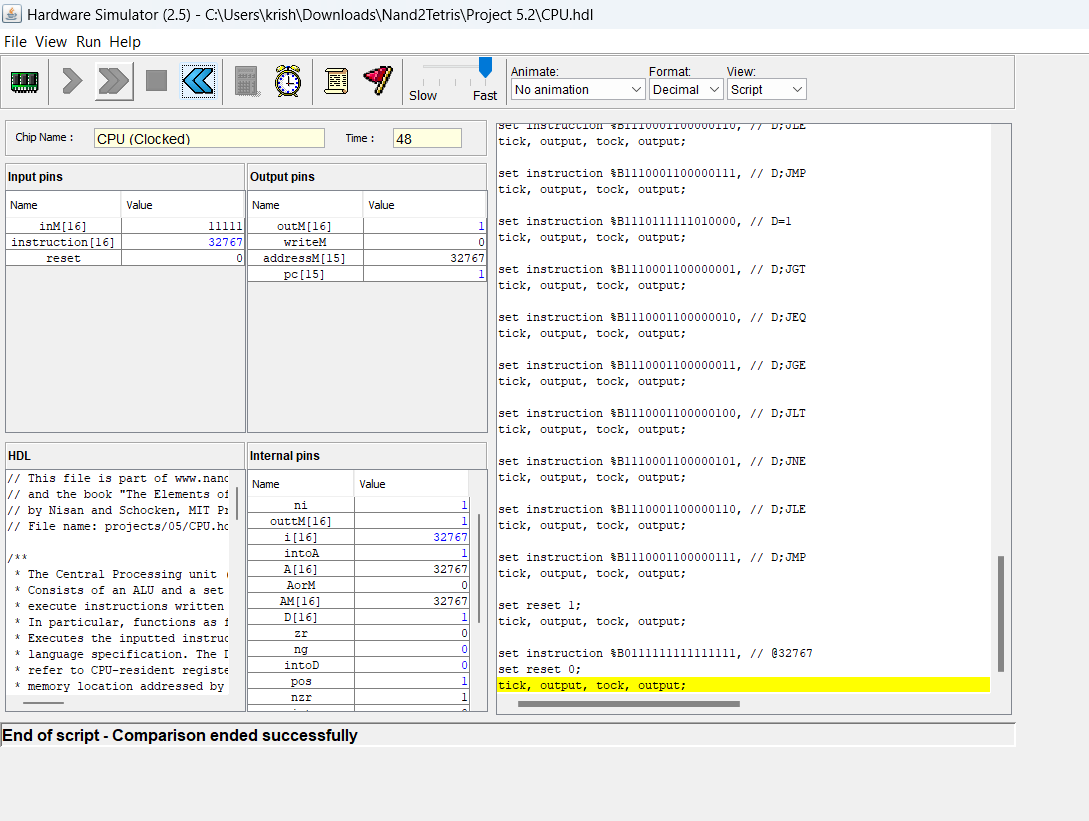 Hardware Simulator (2.5) - C:\Users\krish\Downloads\Nand2Tetris\Project 5.2\CPU.hdl
File View Run Help
Slow Fast
Animate: Format: View:
No animation Decimal Script
Chip Name : CPU (Clocked) Time : 48
Input pins
Name Value
inM[16] 11111
instruction[16] 32767
reset 0
Output pins
Name Value
outM[16] 1
writeM 0
addressM[15] 32767
pc[15] 1
HDL
// This file is part of www.nand
// and the book "The Elements of
// by Nisan and Schocken, MIT Pr
// File name: projects/05/CPU.hd
/**
* The Central Processing unit (
* Consists of an ALU and a set
* execute instructions written
* In particular, functions as f
* Executes the inputted instruc
* language specification. The D
* refer to CPU-resident registe
* memory location addressed by
Internal pins
Name Value
ni 1
outtM[16] 1
i[16] 32767
intoA 1
A[16] 32767
AorM 0
AM[16] 32767
D[16] 1
zr 0
ng 0
intoD 0
pos 1
nzr 1
set instruction %B1110001100000110, // D;JLE
tick, output, tock, output;
set instruction %B1110001100000111, // D;JMP
tick, output, tock, output;
set instruction %B1110111111010000, // D=1
tick, output, tock, output;
set instruction %B1110001100000001, // D;JGT
tick, output, tock, output;
set instruction %B1110001100000010, // D;JEQ
tick, output, tock, output;
set instruction %B1110001100000011, // D;JGE
tick, output, tock, output;
set instruction %B1110001100000100, // D;JLT
tick, output, tock, output;
set instruction %B1110001100000101, // D;JNE
tick, output, tock, output;
set instruction %B1110001100000110, // D;JLE
tick, output, tock, output;
set instruction %B1110001100000111, // D;JMP
tick, output, tock, output;
set reset 1;
tick, output, tock, output;
set instruction %B0111111111111111, // @32767
set reset 0;
tick, output, tock, output;
End of script - Comparison ended successfully